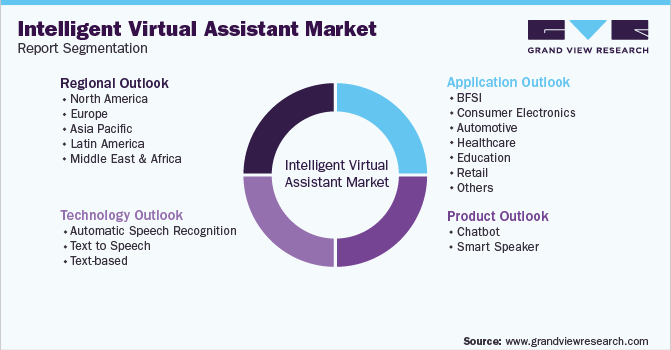 Intelligent Virtual Assistant Market
Report Segmentation
GRAND VIEW RESEARCH
Regional Outlook
• North America
• Europe
• Asia Pacific
• Latin America
• Middle East & Africa
Application Outlook
• BFSI
• Consumer Electronics
• Automotive
• Healthcare
• Education
• Retail
• Others
Intelligent Virtual
Assistant Market
Technology Outlook
• Automatic Speech Recognition
• Text to Speech
• Text-based
Product Outlook
• Chatbot
• Smart Speaker
Source: www.grandviewresearch.com